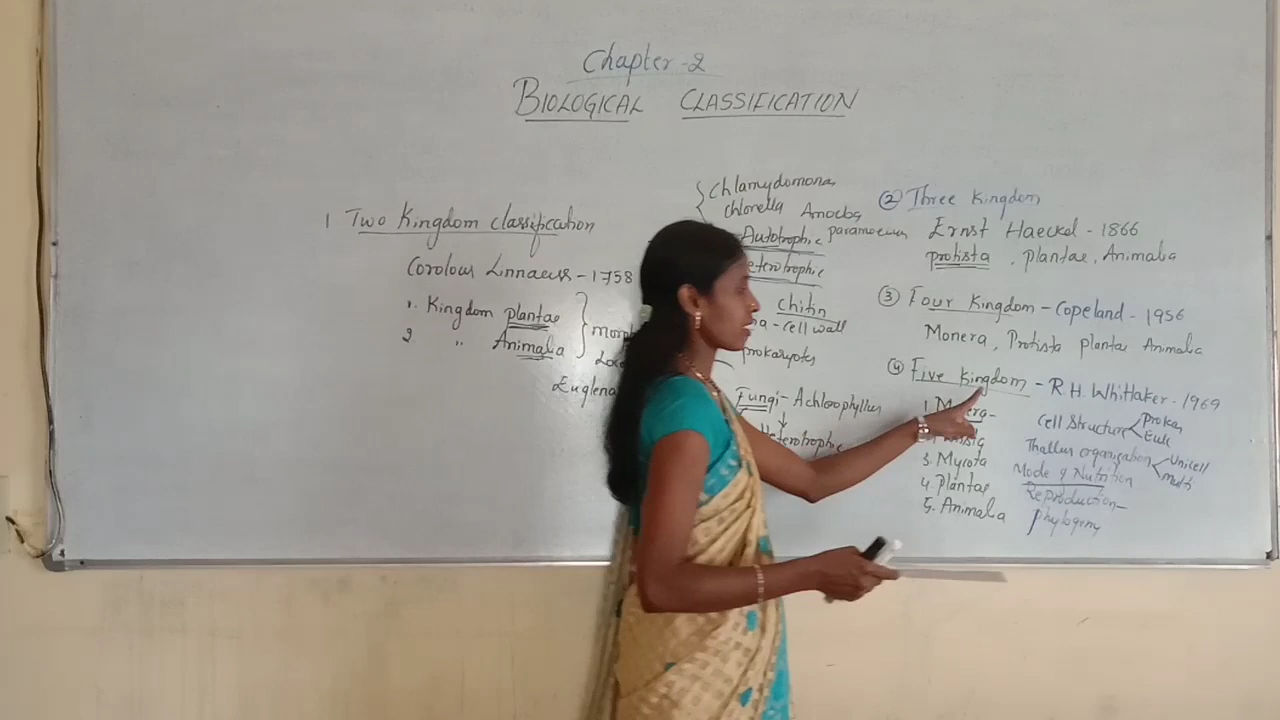 Chapter-2
BIOLOGICAL CLASSIFICATION
1 Two Kingdom classification
Corolous Linnaeus - 1758
1. Kingdom plantae
2 " Animalia
Euglena
Chlamydomonas
chlorella Amoeba
Autotrophic paramoecium
chitin
cell wall
prokaryotes
Fungi - Achlorophyllus
Heterotrophic
② Three Kingdom
Ernst Haeckel - 1866
protista, plantae, Animalia
③ Four Kingdom - Copeland - 1956
Monera, Protista plantae Animalia
④ Five Kingdom - R.H. Whittaker - 1969
3. Mycota
4. Plantae
5. Animalia
Cell Structure Prokar
Euk
Thallus organization Unicell
multi
Mode of Nutrition
Reproduction-
phylogeny